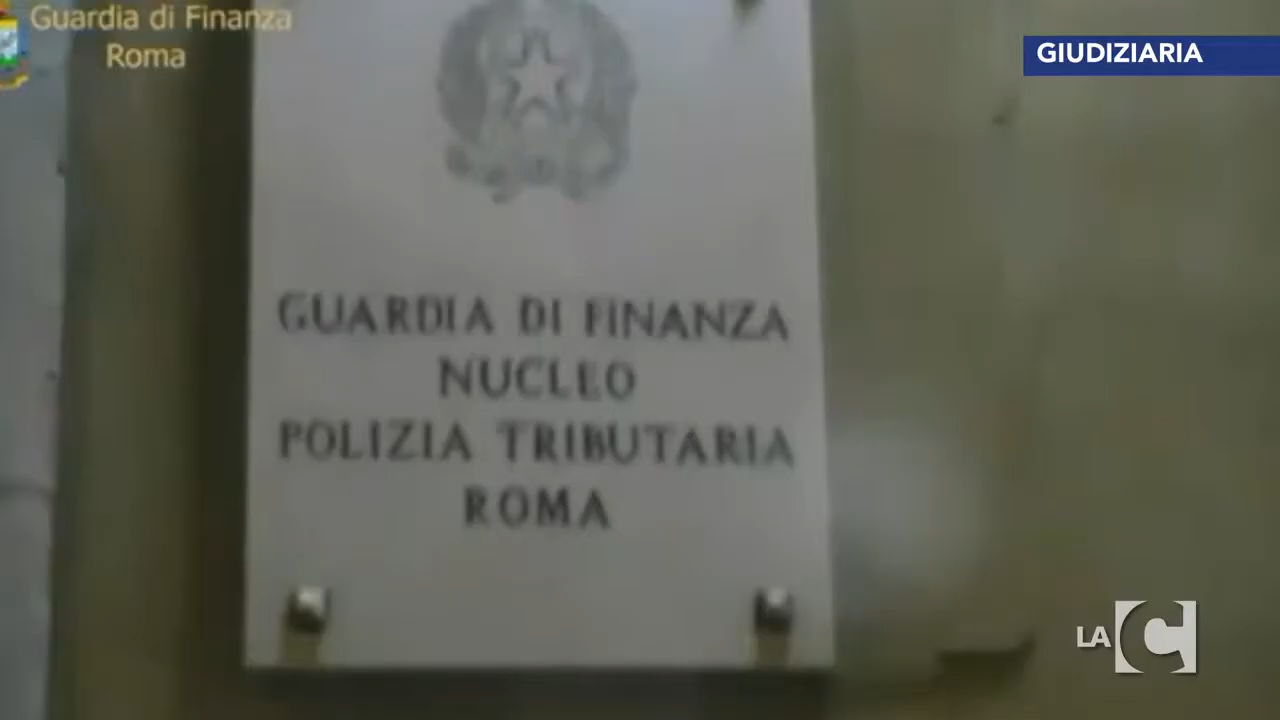 Guardia di Finanza
Roma
GIUDIZIARIA
GUARDIA DI FINANZA
NUCLEO
POLIZIA TRIBUTARIA
ROMA
LA C